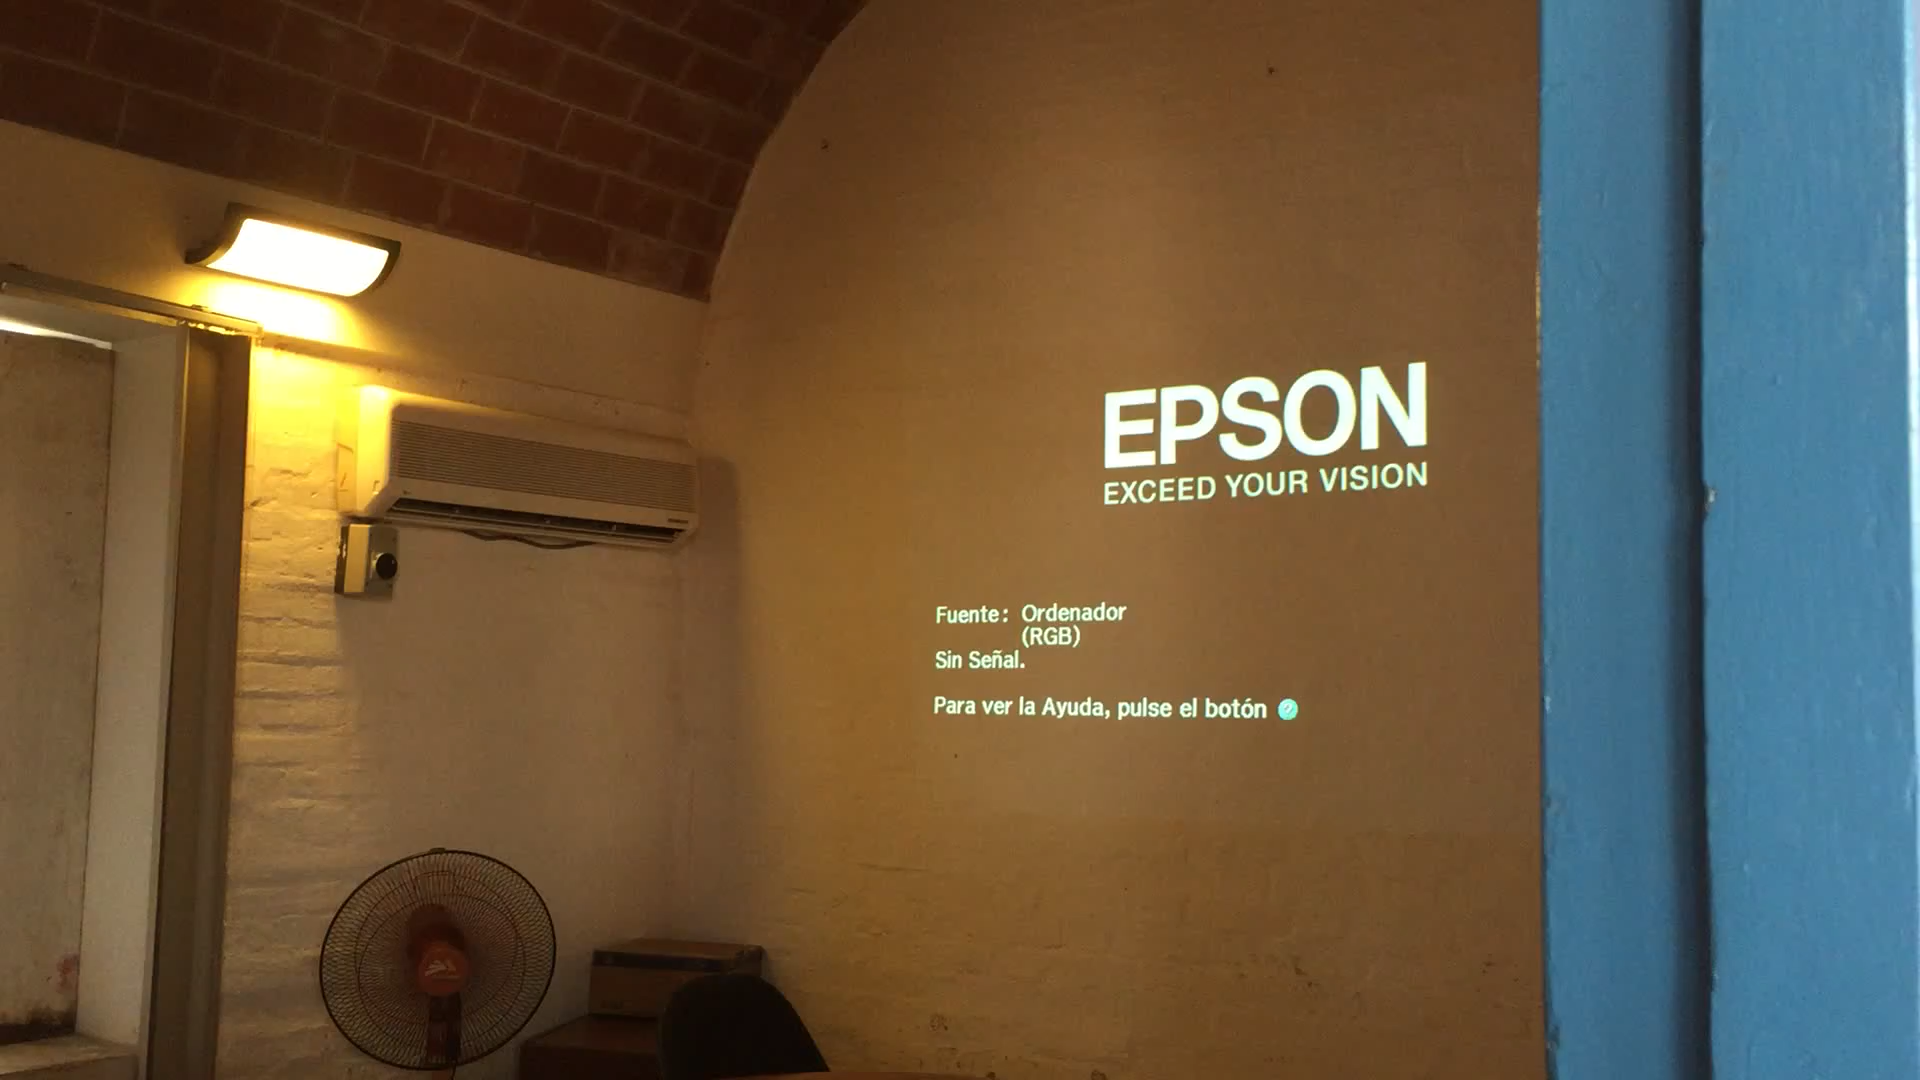 EPSON
EXCEED YOUR VISION
Fuente: Ordenador
(RGB)
Sin Señal.
Para ver la Ayuda, pulse el botón ?